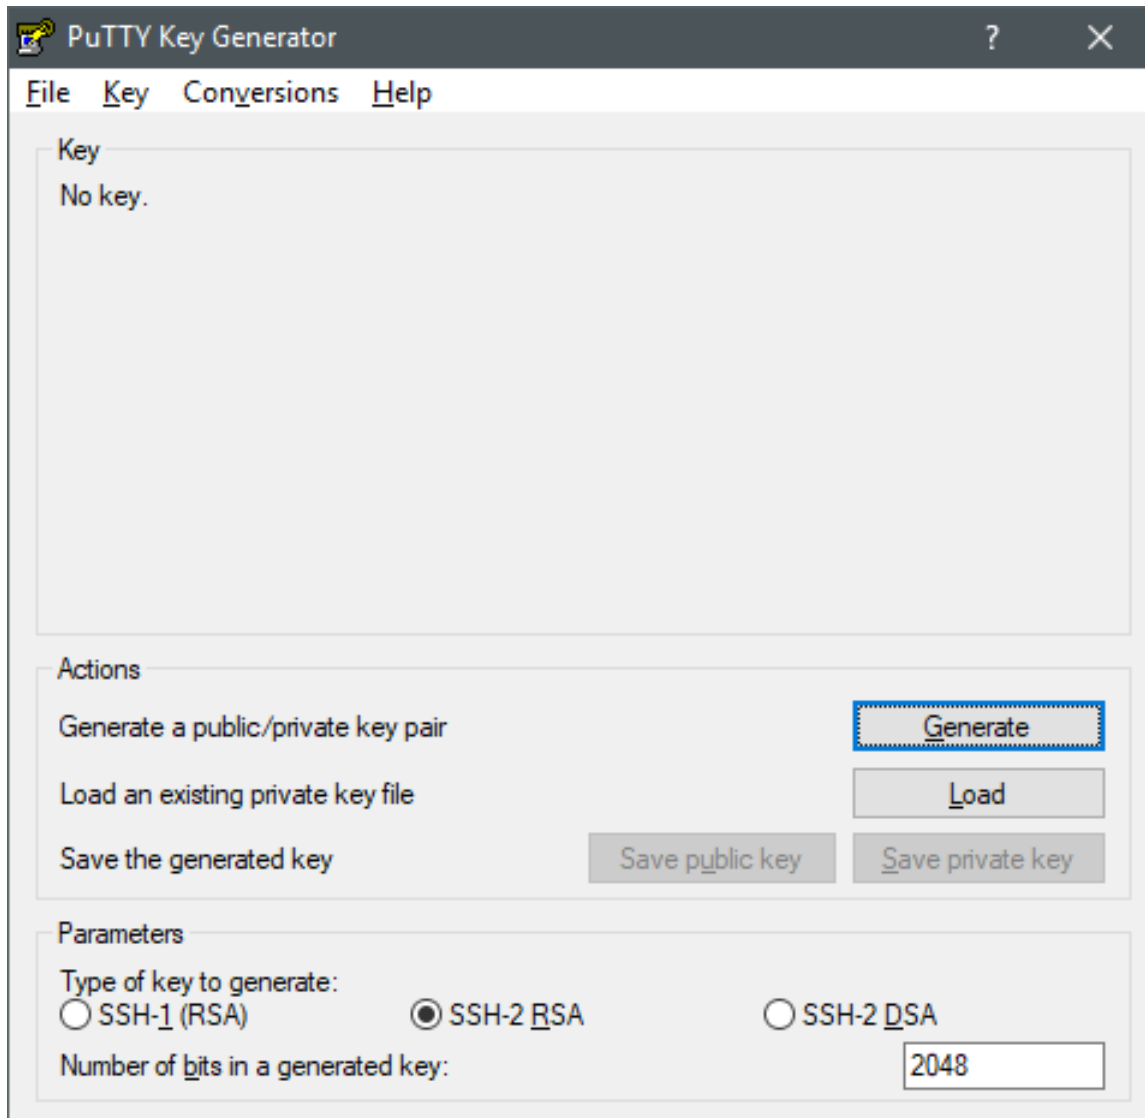 PuTTY Key Generator ?
File Key Conversions Help
Key
No key.
Actions
Generate a public/private key pair Generate
Load an existing private key file Load
Save the generated key Save public key Save private key
Parameters
Type of key to generate:
SSH-1 (RSA) SSH-2 RSA SSH-2 DSA
Number of bits in a generated key: 2048